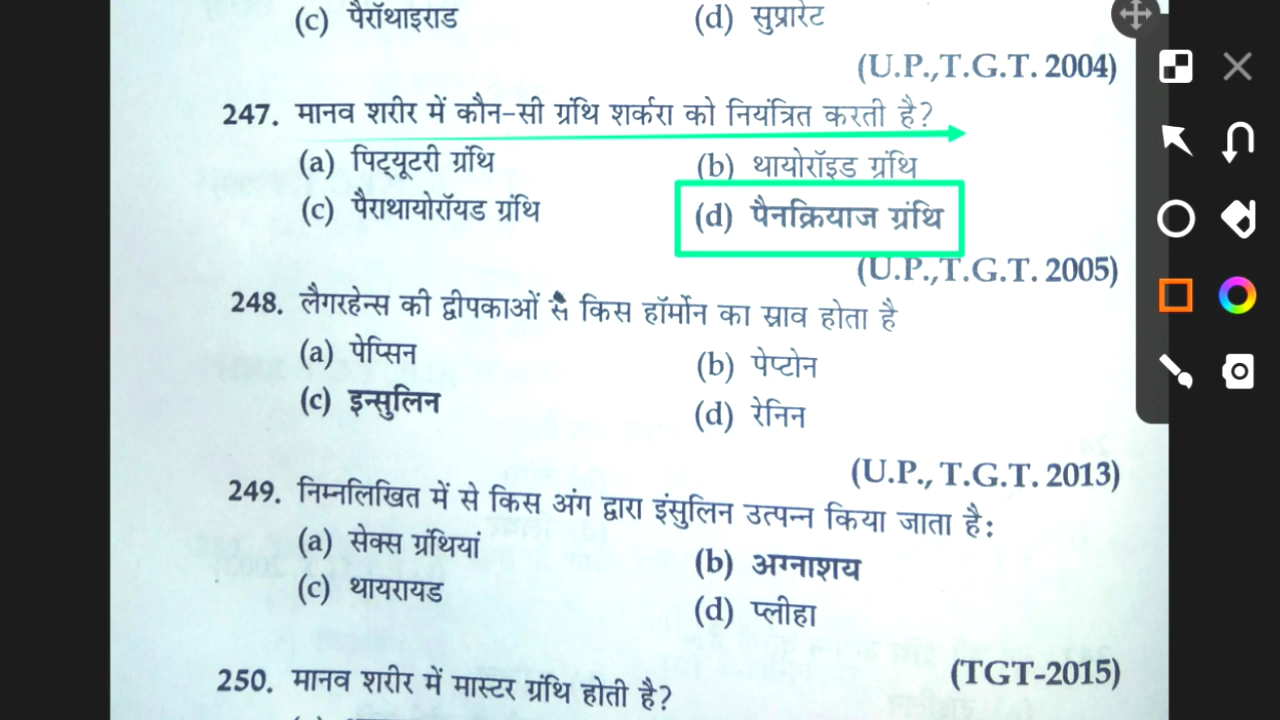 (c) पैरॉथाइराड (d) सुप्रारेट
(U.P.,T.G.T. 2004)
247. मानव शरीर में कौन-सी ग्रंथि शर्करा को नियंत्रित करती है?
(a) पिट्यूटरी ग्रंथि (b) थायोरॉइड ग्रंथि
(c) पैराथायोरॉयड ग्रंथि (d) पैनक्रियाज ग्रंथि
(U.P.,T.G.T. 2005)
248. लैगरहेन्स की द्वीपकाओं से किस हॉर्मोन का स्राव होता है
(a) पेप्सिन (b) पेप्टोन
(c) इन्सुलिन (d) रेनिन
(U.P., T.G.T. 2013)
249. निम्नलिखित में से किस अंग द्वारा इंसुलिन उत्पन्न किया जाता है:
(a) सेक्स ग्रंथियां (b) अग्नाशय
(c) थायरायड (d) प्लीहा
(TGT-2015)
250. मानव शरीर में मास्टर ग्रंथि होती है?